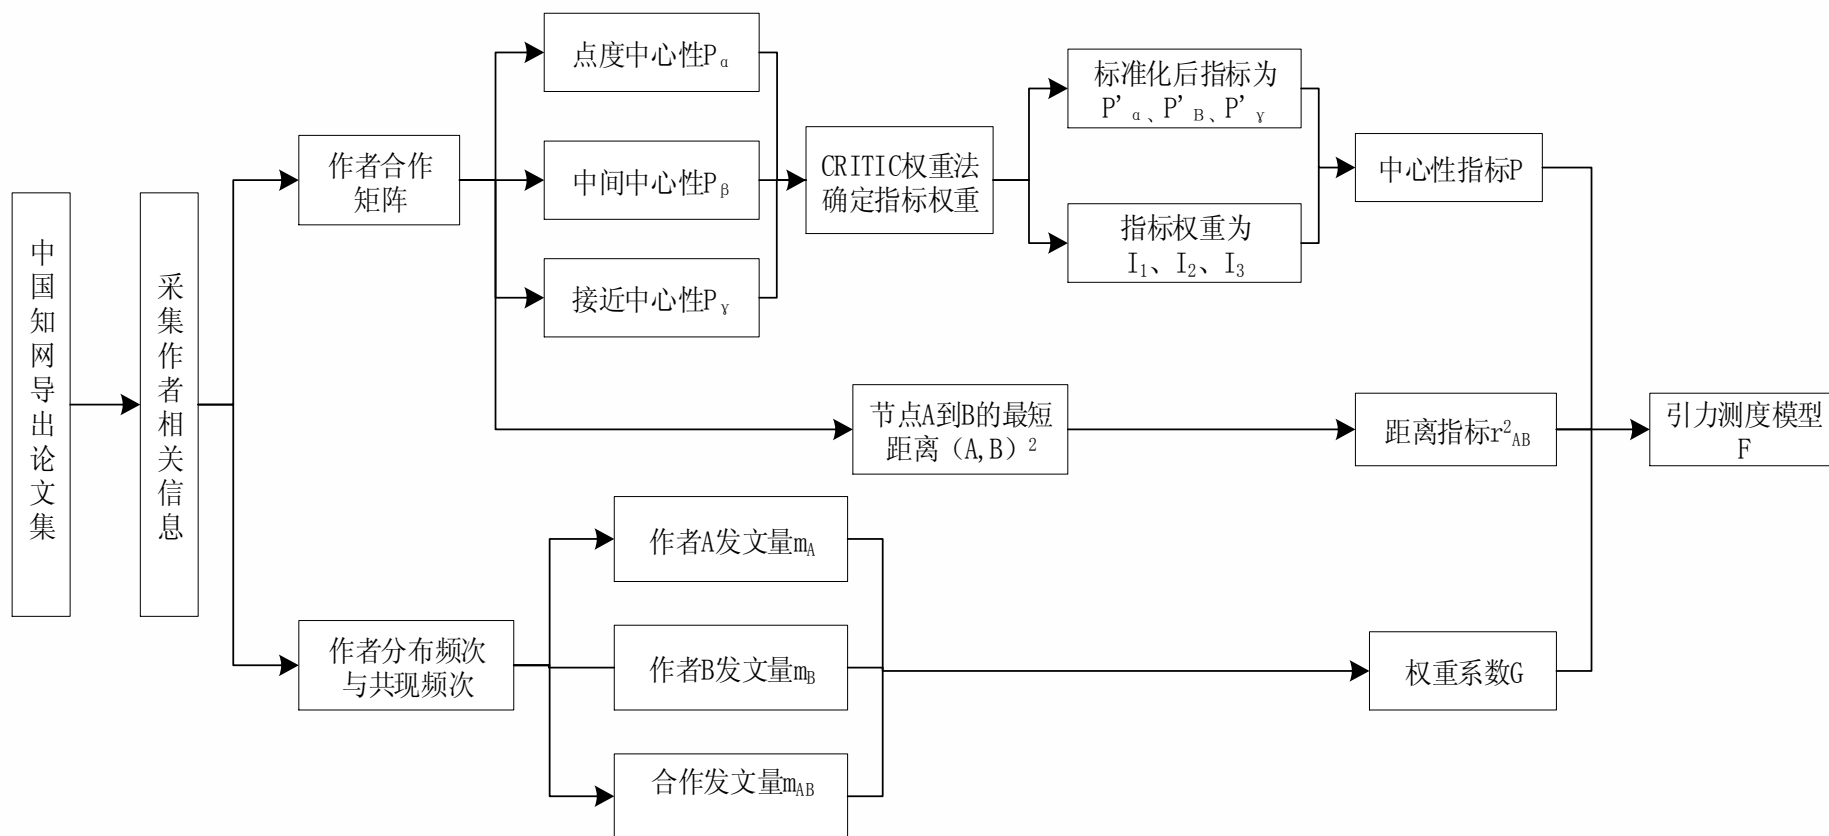 中国知网导出论文集
采集作者相关信息
作者合作
矩阵
作者分布频次
与共现频次
点度中心性Pα
中间中心性Pβ
接近中心性Pγ
CRITIC权重法
确定指标权重
标准化后指标为
P'α、P'B、P'γ
指标权重为
I₁、I₂、I₃
中心性指标P
节点A到B的最短
距离（A,B）²
距离指标r²AB
引力测度模型
F
作者A发文量mA
作者B发文量mB
合作发文量mAB
权重系数G